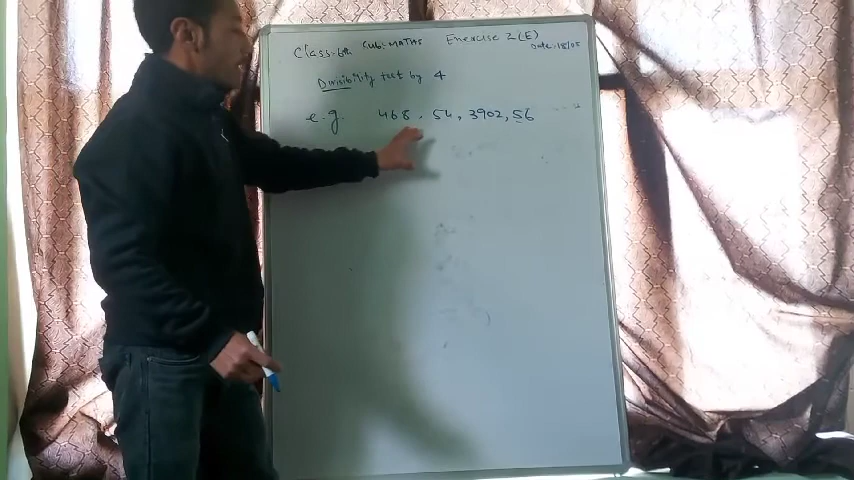 Class-6th Sub:-MATHS Exercise 2(E)
Date:-18/05
Divisibility test by 4
e.g. 468, 54, 3902, 56